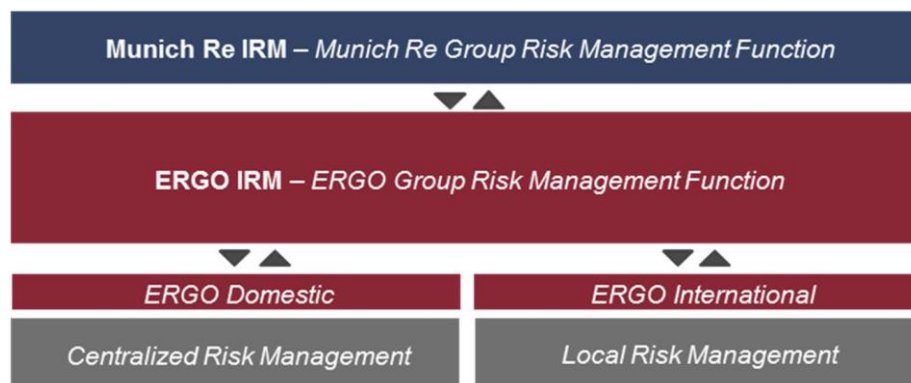 Munich Re IRM – Munich Re Group Risk Management Function
ERGO IRM – ERGO Group Risk Management Function
ERGO Domestic
ERGO International
Centralized Risk Management
Local Risk Management